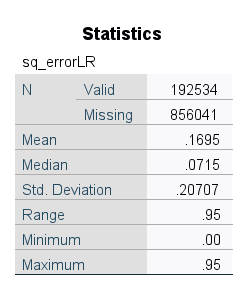 Statistics
sq_errorLR
N Valid 192534
Missing 856041
Mean .1695
Median .0715
Std. Deviation .20707
Range .95
Minimum .00
Maximum .95